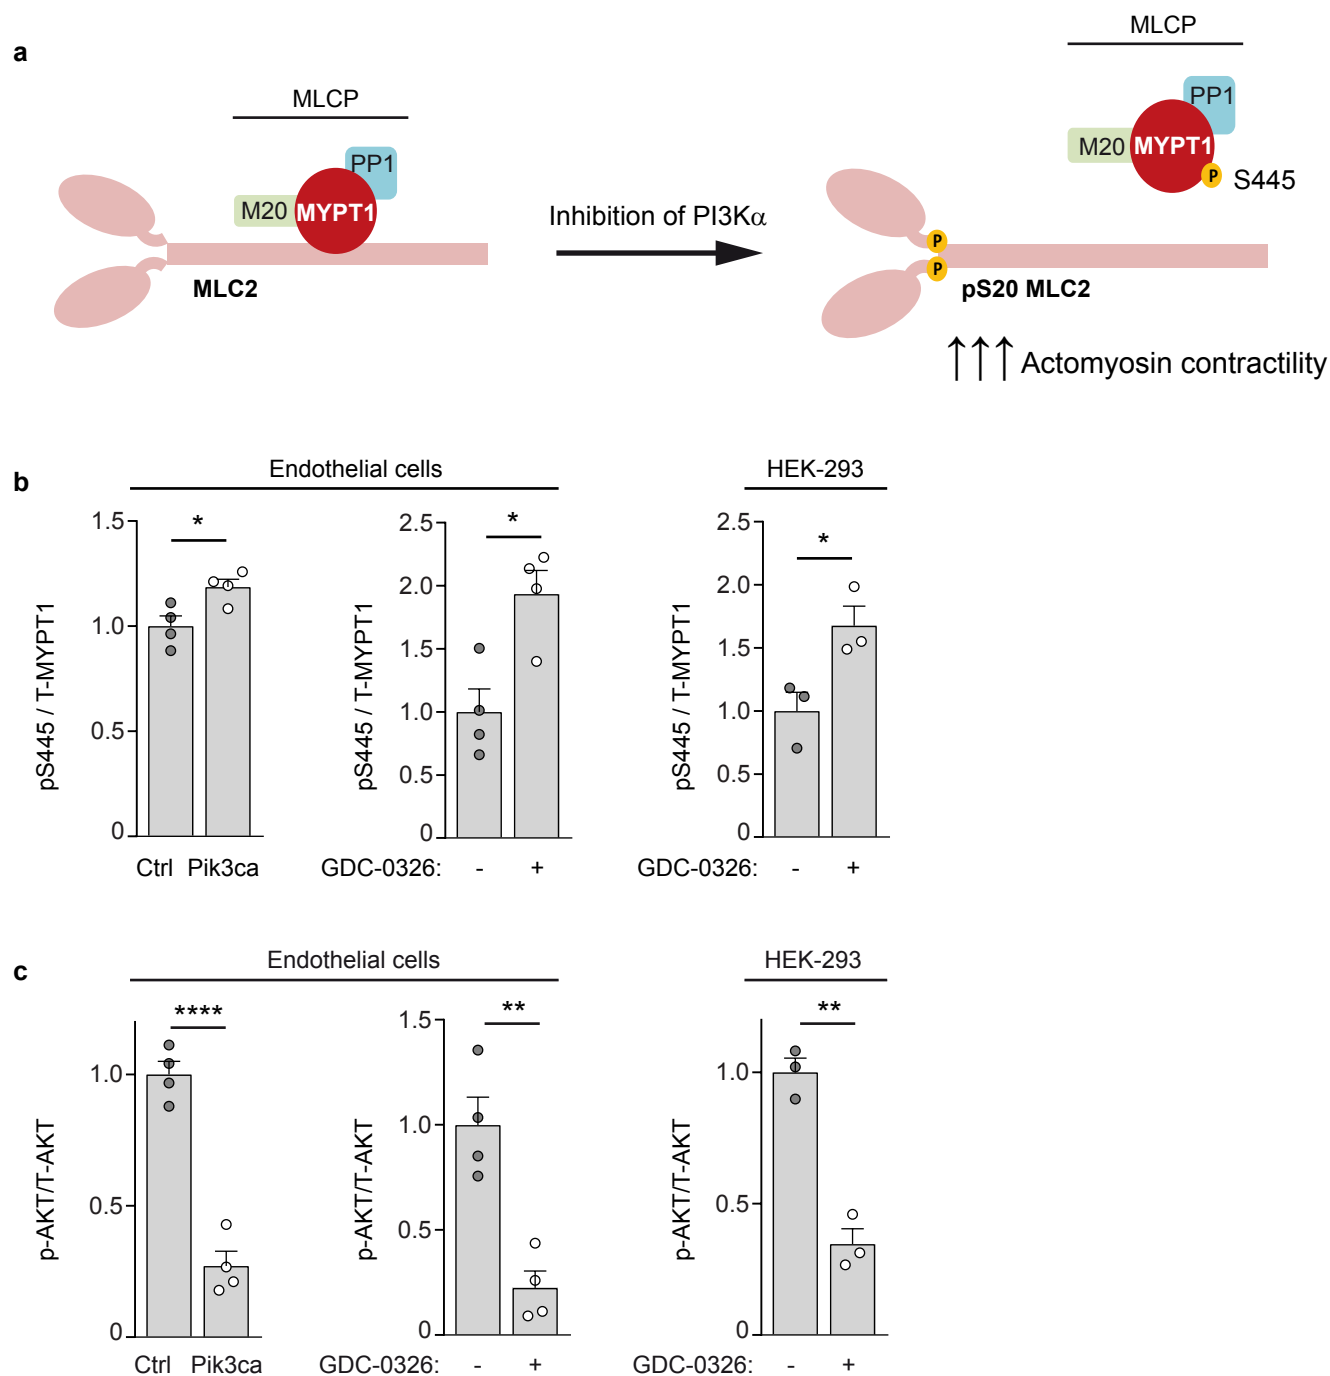 a
MLCP
PP1
M20
MYPT1
MLC2
Inhibition of PI3Kα
MLCP
PP1
M20
MYPT1
P
S445
P
P
pS20 MLC2
↑↑↑ Actomyosin contractility
b
Endothelial cells
HEK-293
pS445 / T-MYPT1
1.5
1.0
0.5
0
*
Ctrl Pik3ca
pS445 / T-MYPT1
2.5
2.0
1.5
1.0
0.5
0
*
GDC-0326: - +
pS445 / T-MYPT1
2.5
2.0
1.5
1.0
0.5
0
*
GDC-0326: - +
c
Endothelial cells
HEK-293
p-AKT/T-AKT
1.0
0.5
0
****
Ctrl Pik3ca
p-AKT/T-AKT
1.5
1.0
0.5
0
**
GDC-0326: - +
p-AKT/T-AKT
1.0
0.5
0
**
GDC-0326: - +